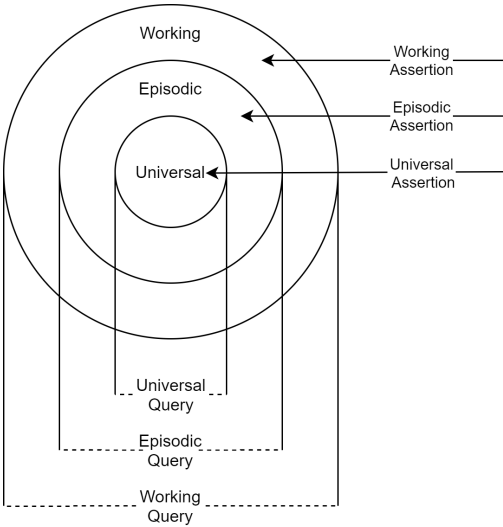 Working
Working
Assertion
Episodic
Episodic
Assertion
Universal
Universal
Assertion
Universal
Query
Episodic
Query
Working
Query